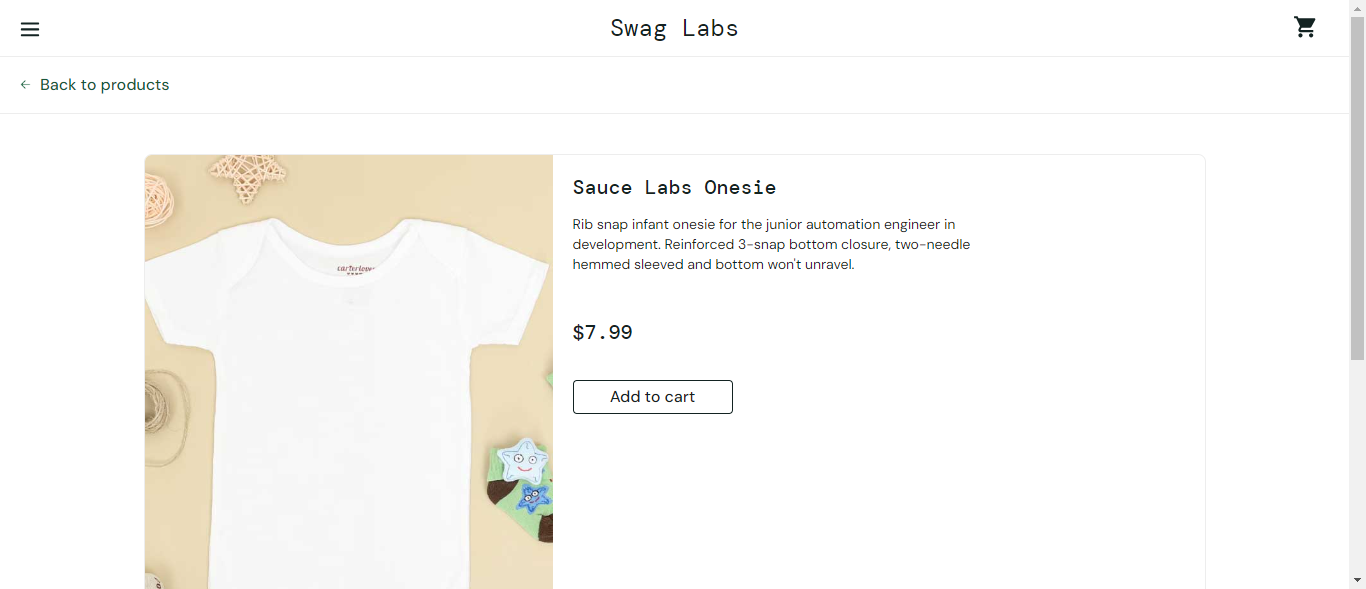 Swag Labs
Back to products
Sauce Labs Onesie
Rib snap infant onesie for the junior automation engineer in
development. Reinforced 3-snap bottom closure, two-needle
hemmed sleeved and bottom won't unravel.
$7.99
Add to cart